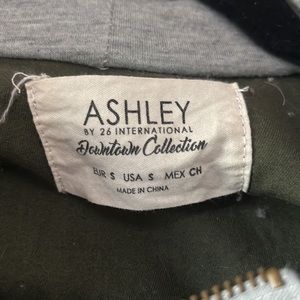 ASHLEY
BY 26 INTERNATIONAL
Downtown Collection
EUR S USA S MEX CH
MADE IN CHINA